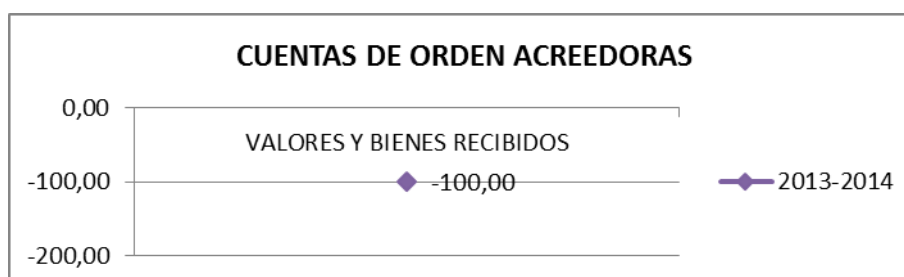 CUENTAS DE ORDEN ACREEDORAS
0,00
VALORES Y BIENES RECIBIDOS
-100,00
-100,00
2013-2014
-200,00